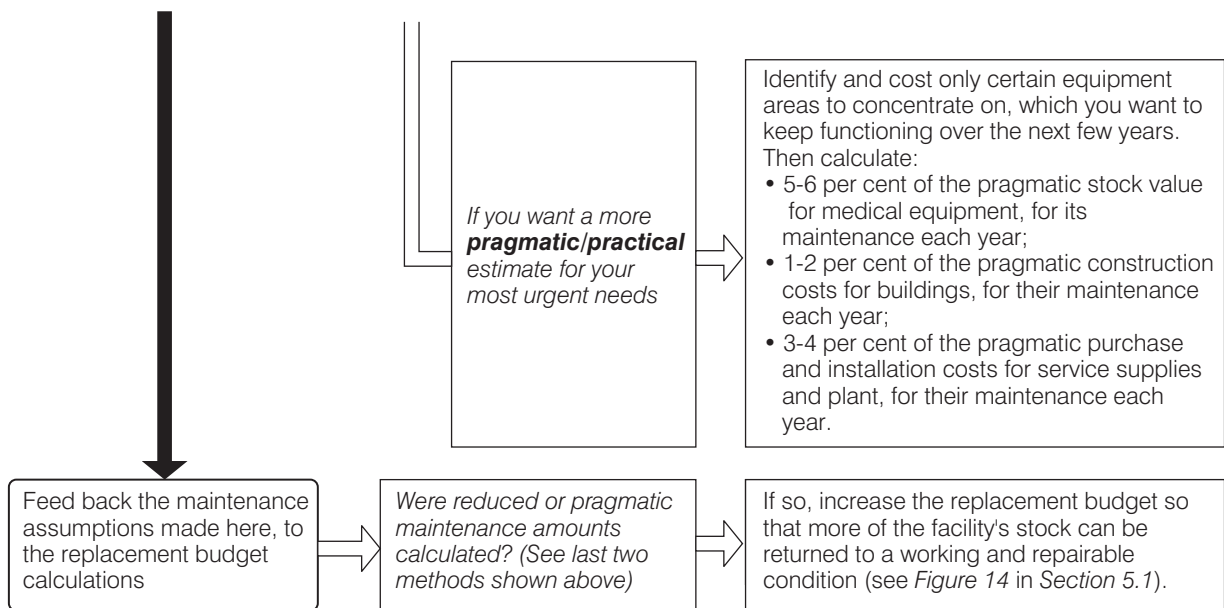 If you want a more
pragmatic/practical
estimate for your
most urgent needs
Identify and cost only certain equipment
areas to concentrate on, which you want to
keep functioning over the next few years.
Then calculate:
• 5-6 per cent of the pragmatic stock value
for medical equipment, for its
maintenance each year;
• 1-2 per cent of the pragmatic construction
costs for buildings, for their maintenance
each year;
• 3-4 per cent of the pragmatic purchase
and installation costs for service supplies
and plant, for their maintenance each
year.
Feed back the maintenance
assumptions made here, to
the replacement budget
calculations
Were reduced or pragmatic
maintenance amounts
calculated? (See last two
methods shown above)
If so, increase the replacement budget so
that more of the facility's stock can be
returned to a working and repairable
condition (see Figure 14 in Section 5.1).